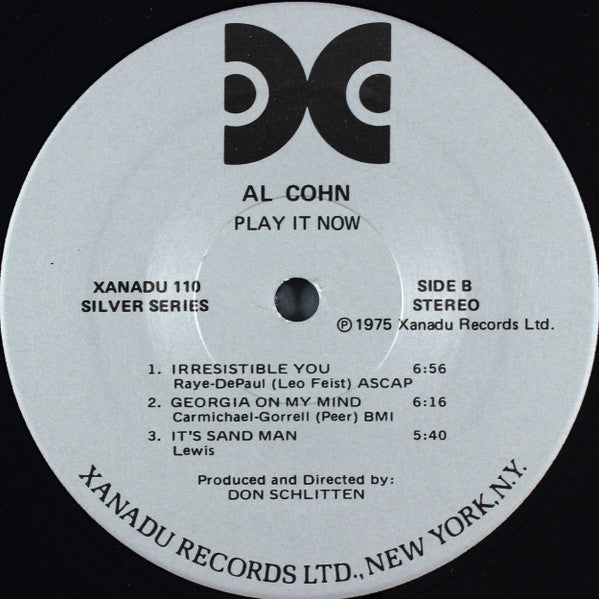 AL COHN
PLAY IT NOW
XANADU 110
SILVER SERIES
SIDE B
STEREO
℗ 1975 Xanadu Records Ltd.
1. IRRESISTIBLE YOU 6:56
Raye-DePaul (Leo Feist) ASCAP
2. GEORGIA ON MY MIND 6:16
Carmichael-Gorrell (Peer) BMI
3. IT'S SAND MAN 5:40
Lewis
Produced and Directed by:
DON SCHLITTEN
XANADU RECORDS LTD., NEW YORK, N.Y.